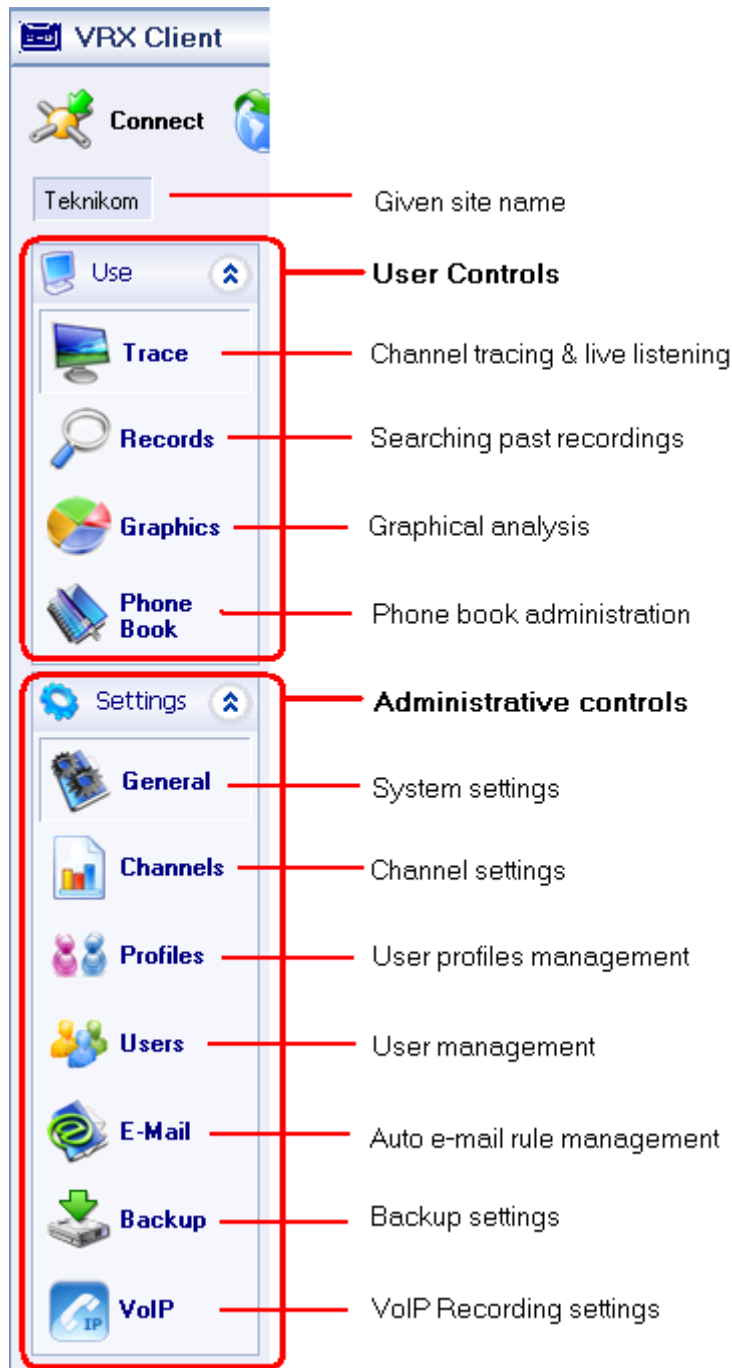 VRX Client
Connect
Teknikom
Given site name
Use
User Controls
Trace
Channel tracing & live listening
Records
Searching past recordings
Graphics
Graphical analysis
Phone
Book
Phone book administration
Settings
Administrative controls
General
System settings
Channels
Channel settings
Profiles
User profiles management
Users
User management
E-Mail
Auto e-mail rule management
Backup
Backup settings
IP
VoIP
VoIP Recording settings